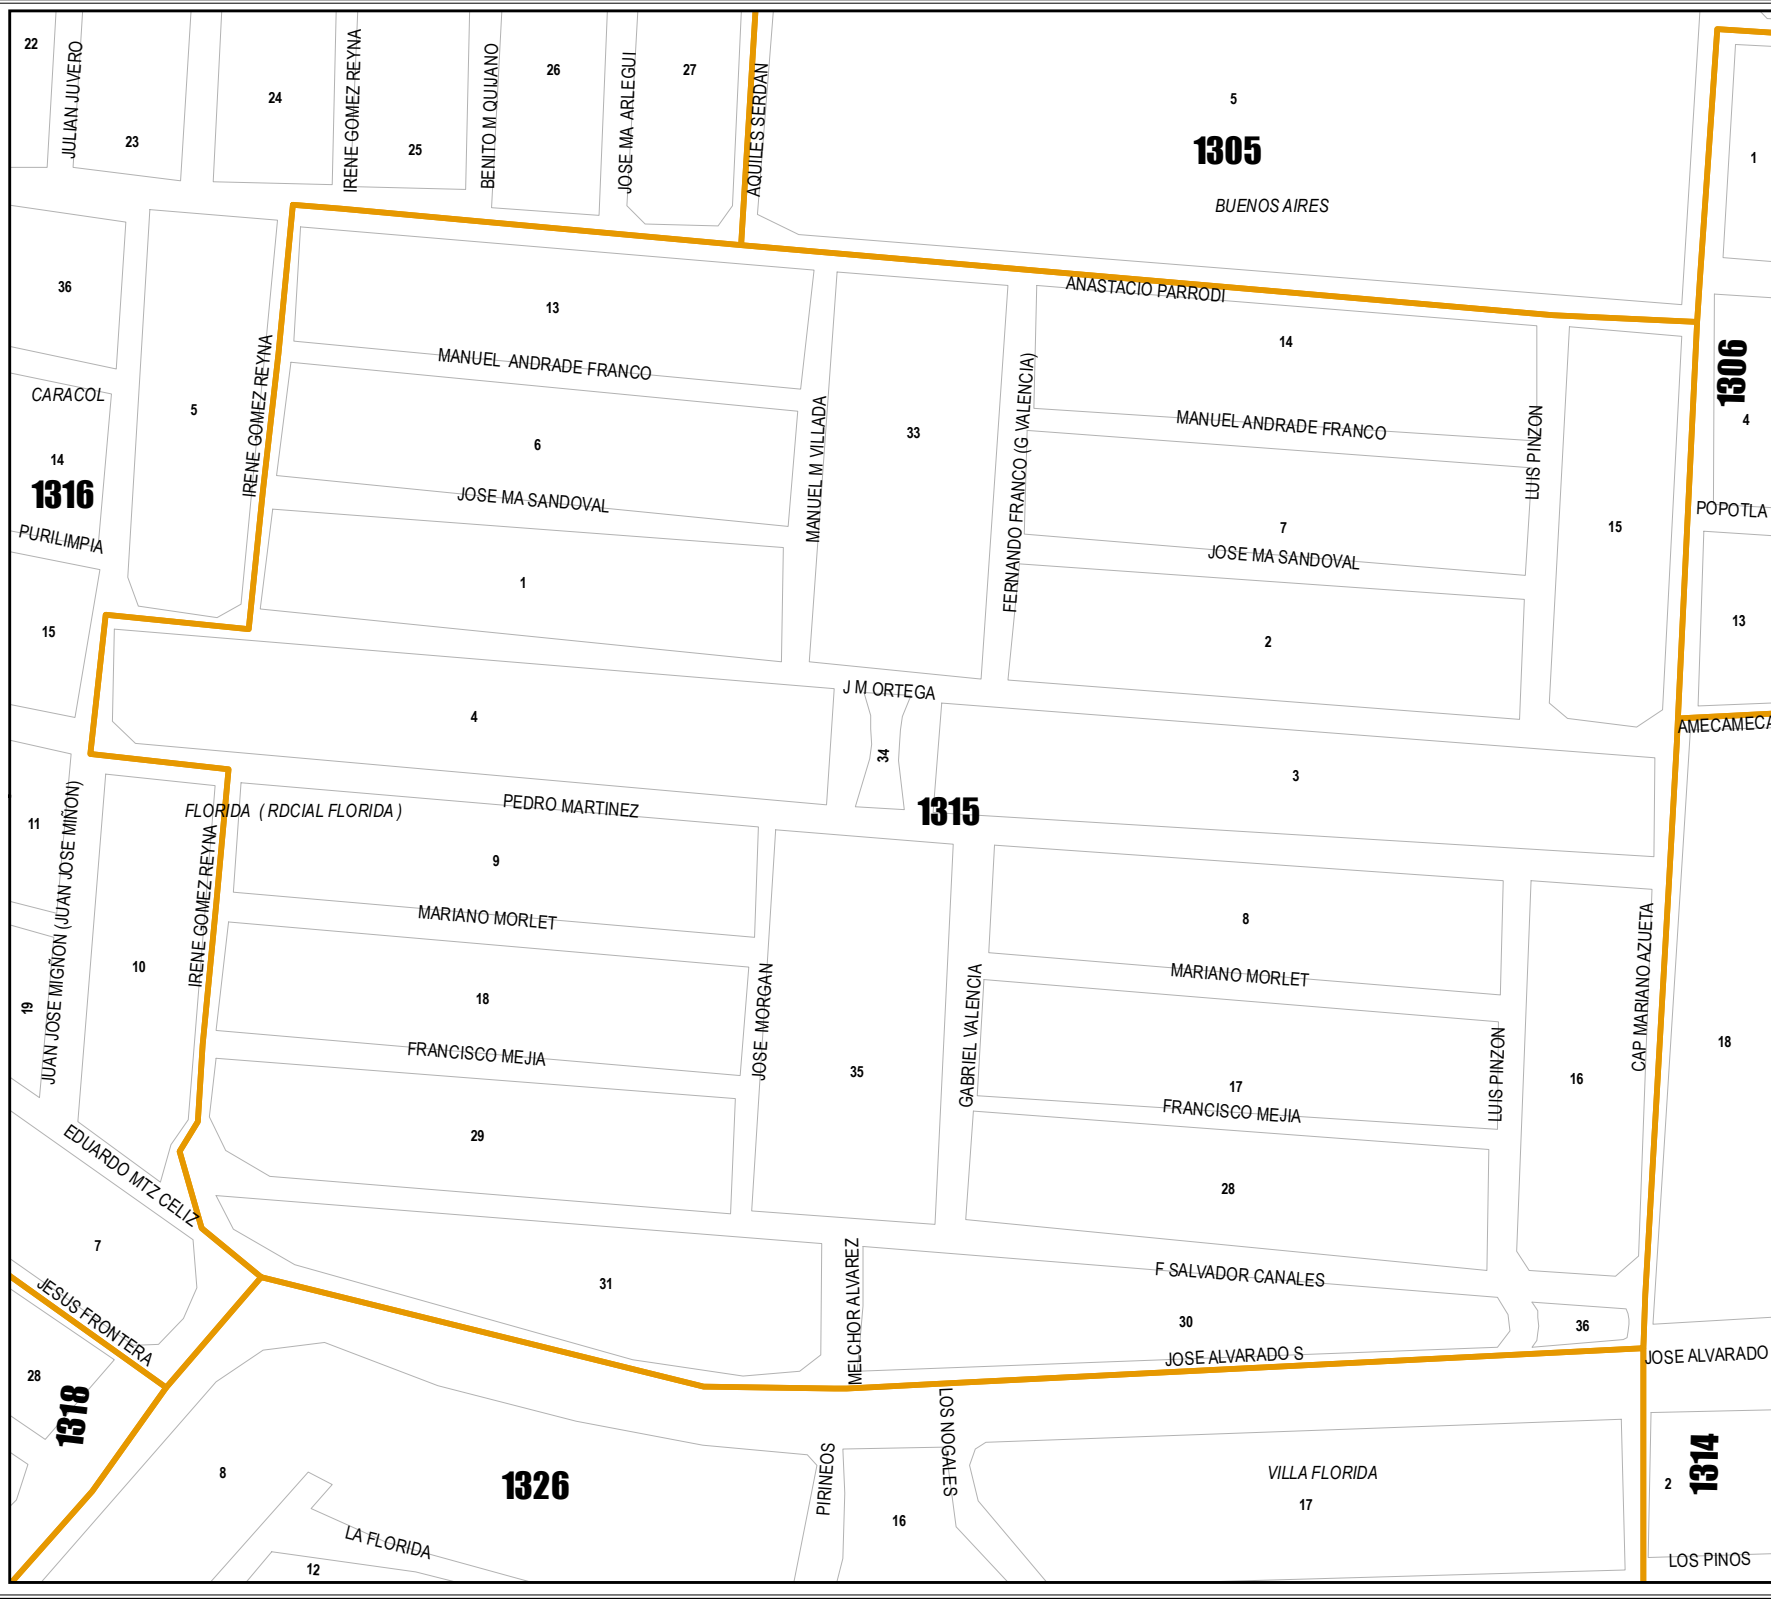 22
JULIAN JUVERO
23
24
IRENE GOMEZ REYNA
25
BENITO M QUIJANO
26
JOSE MA ARLEGUI
27
AQUILES SERDAN
5
1305
BUENOS AIRES
1
36
CARACOL
14
1316
PURILIMPIA
15
5
IRENE GOMEZ REYNA
13
MANUEL ANDRADE FRANCO
6
JOSE MA SANDOVAL
1
MANUEL M VILLADA
33
FERNANDO FRANCO (G VALENCIA)
ANASTACIO PARRODI
14
MANUEL ANDRADE FRANCO
LUIS PINZON
7
JOSE MA SANDOVAL
2
15
1306
4
POPOTLA
13
AMECAMECA
4
J M ORTEGA
34
3
1315
11
JUAN JOSE MIGÑON (JUAN JOSE MIÑON)
19
10
FLORIDA ( RDCIAL FLORIDA )
IRENE GOMEZ REYNA
PEDRO MARTINEZ
9
MARIANO MORLET
18
FRANCISCO MEJIA
29
JOSE MORGAN
35
GABRIEL VALENCIA
8
MARIANO MORLET
17
FRANCISCO MEJIA
LUIS PINZON
28
16
CAP MARIANO AZUETA
18
EDUARDO MTZ CELIZ
7
JESUS FRONTERA
28
1318
31
MELCHOR ALVAREZ
F SALVADOR CANALES
30
36
JOSE ALVARADO S
JOSE ALVARADO
8
1326
LA FLORIDA
12
PIRINEOS
16
LOS NOGALES
VILLA FLORIDA
17
2
1314
LOS PINOS